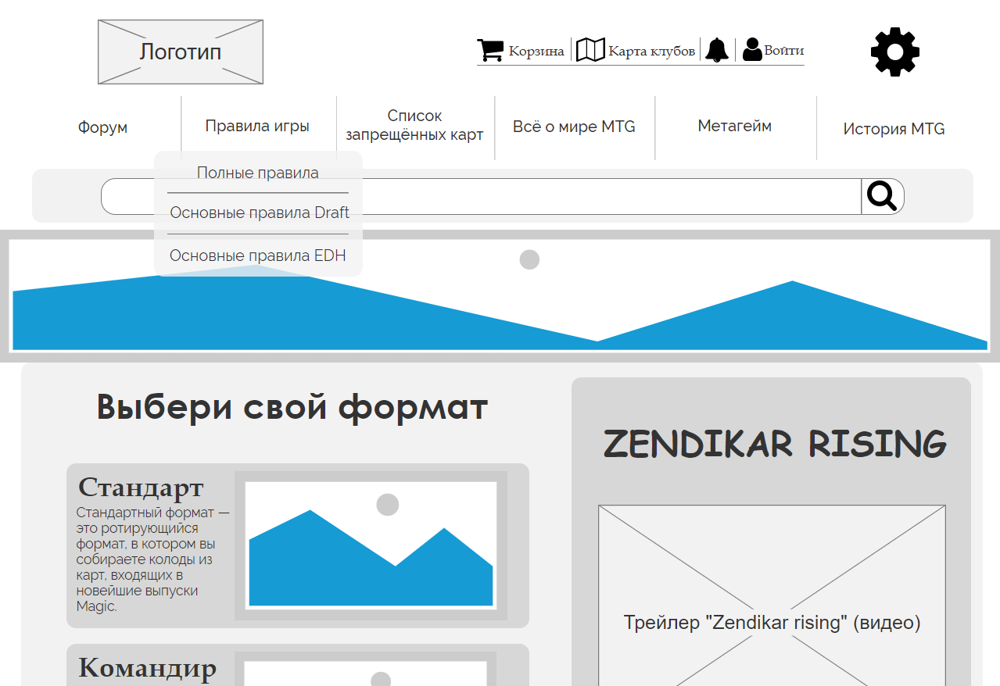 Логотип
Корзина
Карта клубов
Войти
Форум
Правила игры
Список
запрещённых карт
Всё о мире MTG
Метагейм
История MTG
Полные правила
Основные правила Draft
Основные правила EDH
Выбери свой формат
Стандарт
Стандартный формат —
это ротирующийся
формат, в котором вы
собираете колоды из
карт, входящих в
новейшие выпуски
Magic.
Командир
ZENDIKAR RISING
Трейлер "Zendikar rising" (видео)